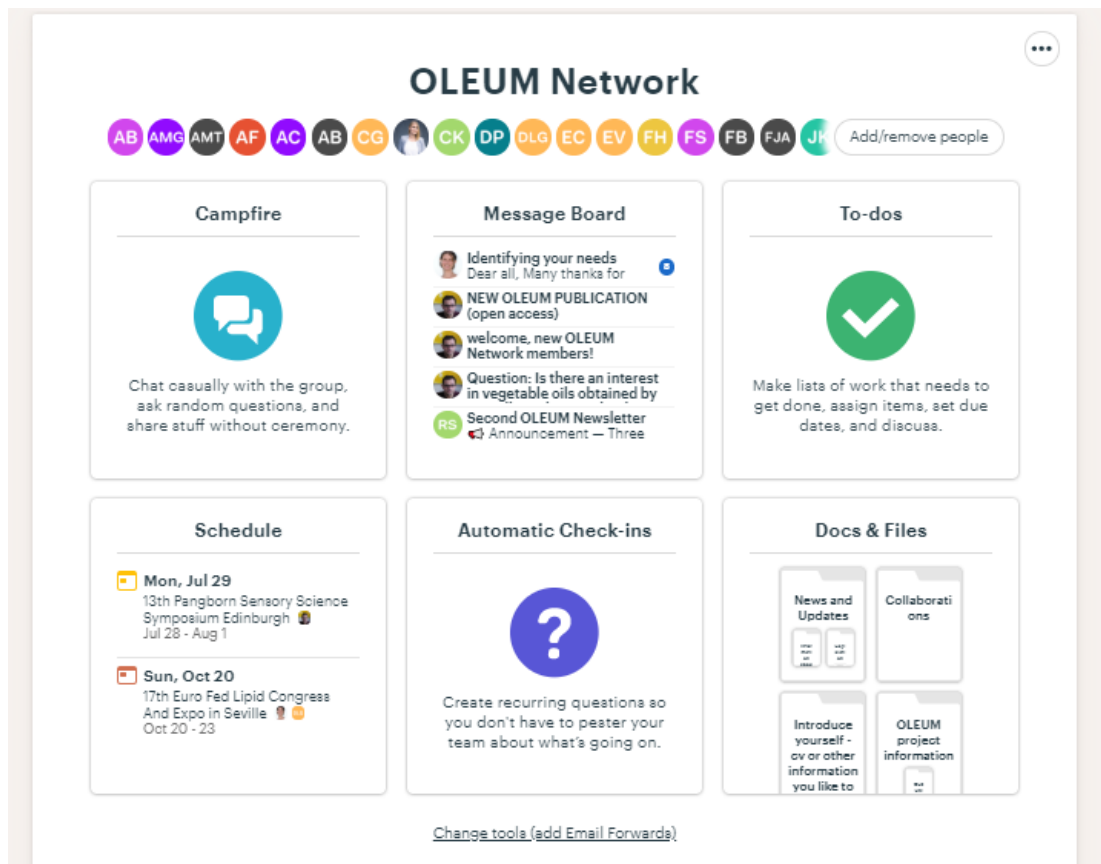 OLEUM Network
AB AMG AMT AF AC AB CG CK DP DLG EC EV FH FS FB FJA JK Add/remove people
Campfire
Chat casually with the group,
ask random questions, and
share stuff without ceremony.
Message Board
Identifying your needs
Dear all, Many thanks for
8
NEW OLEUM PUBLICATION
(open access)
welcome, new OLEUM
Network members!
Question: Is there an interest
in vegetable oils obtained by
RS
Second OLEUM Newsletter
Announcement — Three
To-dos
Make lists of work that needs to
get done, assign items, set due
dates, and discuss.
Schedule
Mon, Jul 29
13th Pangborn Sensory Science
Symposium Edinburgh
Jul 28 - Aug 1
Sun, Oct 20
17th Euro Fed Lipid Congress
And Expo in Seville
Oct 20 - 23
Automatic Check-ins
?
Create recurring questions so
you don't have to pester your
team about what's going on.
Docs & Files
News and
Updates
Collaborati
ons
Introduce
yourself -
cv or other
information
you like to
OLEUM
project
information
Change tools (add Email Forwards)